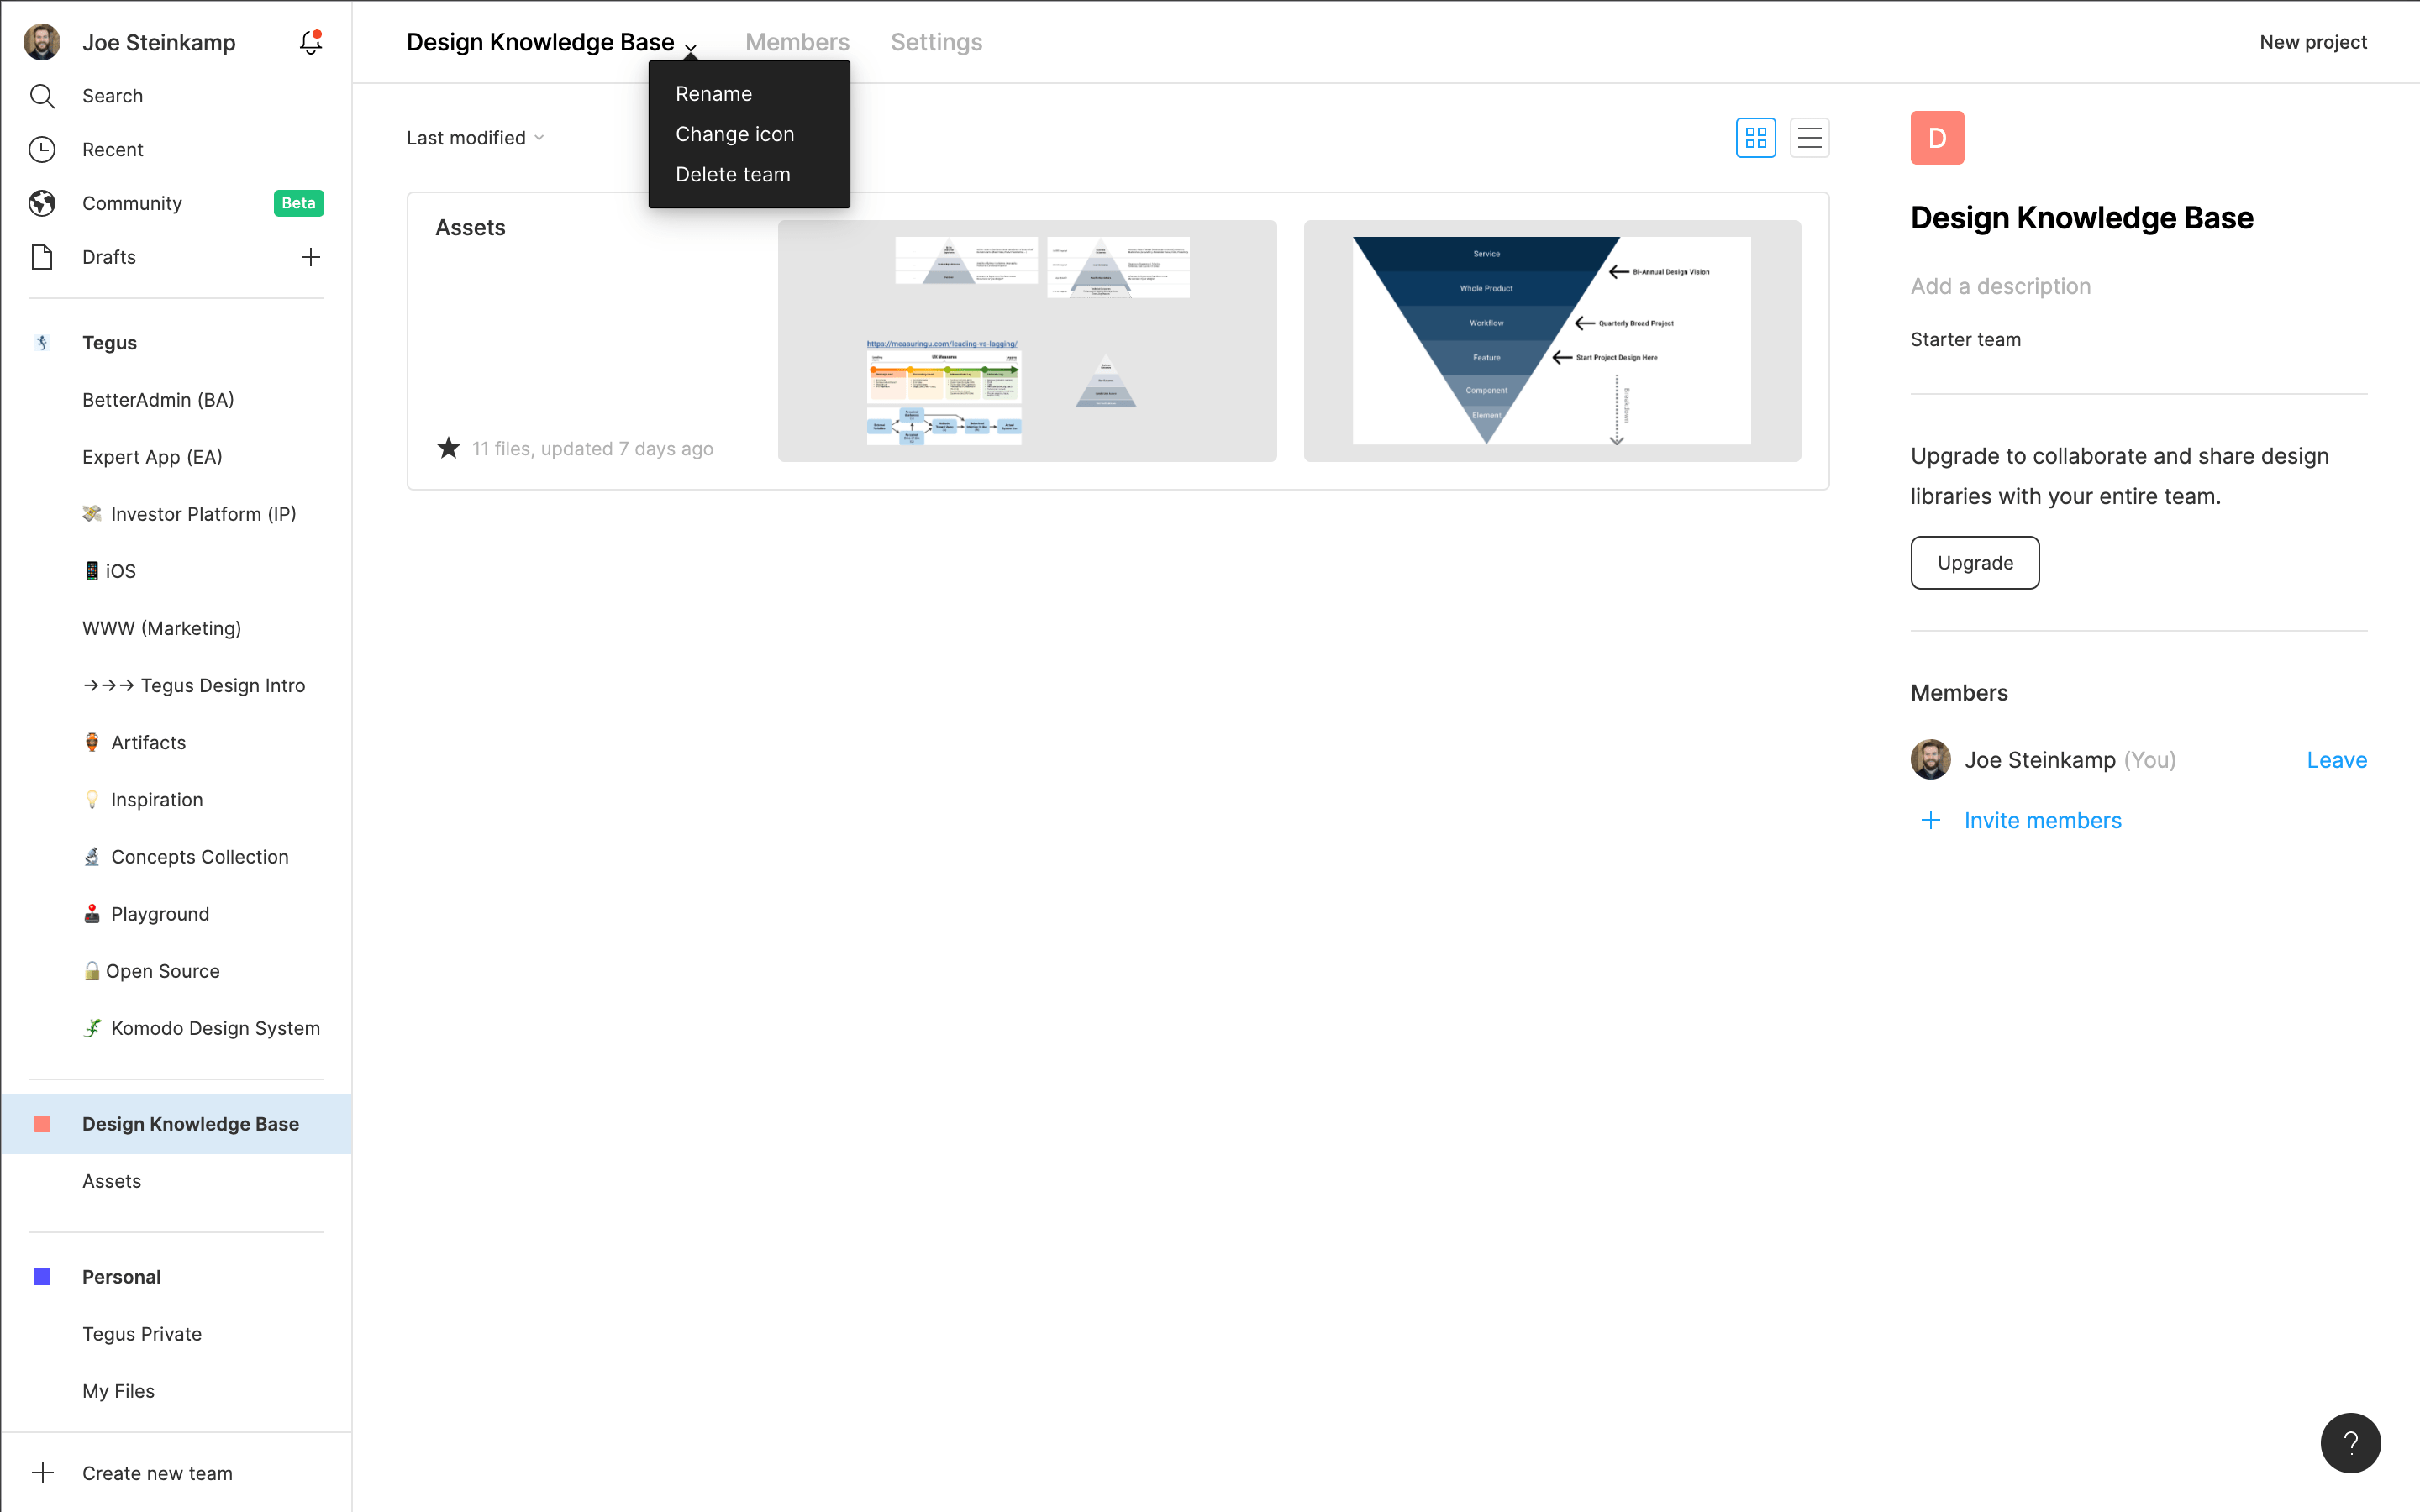 Joe Steinkamp
Search
Recent
Community
Beta
Drafts
Tegus
BetterAdmin (BA)
Expert App (EA)
Investor Platform (IP)
iOS
WWW (Marketing)
→→→ Tegus Design Intro
Artifacts
Inspiration
Concepts Collection
Playground
Open Source
Komodo Design System
Design Knowledge Base
Assets
Personal
Tegus Private
My Files
Create new team
Design Knowledge Base
Members
Settings
New project
Rename
Change icon
Delete team
Last modified
Assets
11 files, updated 7 days ago
https://measuringu.com/leading-vs-lagging/
UX Measures
Service
Whole Product
Workflow
Feature
Component
Element
Bi-Annual Design Vision
Quarterly Broad Project
Start Project Design Here
Breakdown
D
Design Knowledge Base
Add a description
Starter team
Upgrade to collaborate and share design
libraries with your entire team.
Upgrade
Members
Joe Steinkamp (You)
Leave
Invite members
?